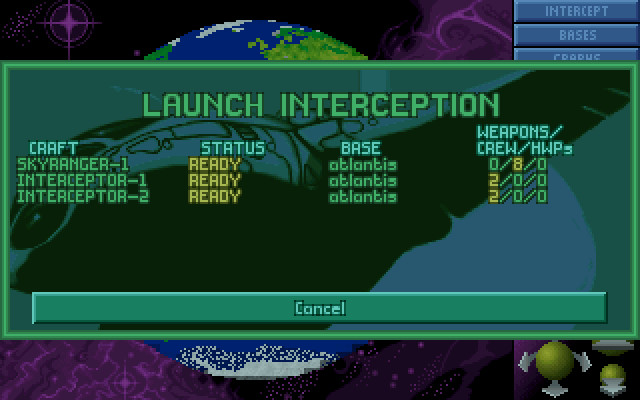 INTERCEPT
BASES
GRAPHS
LAUNCH INTERCEPTION
WEAPONS/
CRAFT STATUS BASE CREW/HWPs
SKYRANGER-1 READY atlantis 0/8/0
INTERCEPTOR-1 READY atlantis 2/0/0
INTERCEPTOR-2 READY atlantis 2/0/0
Cancel